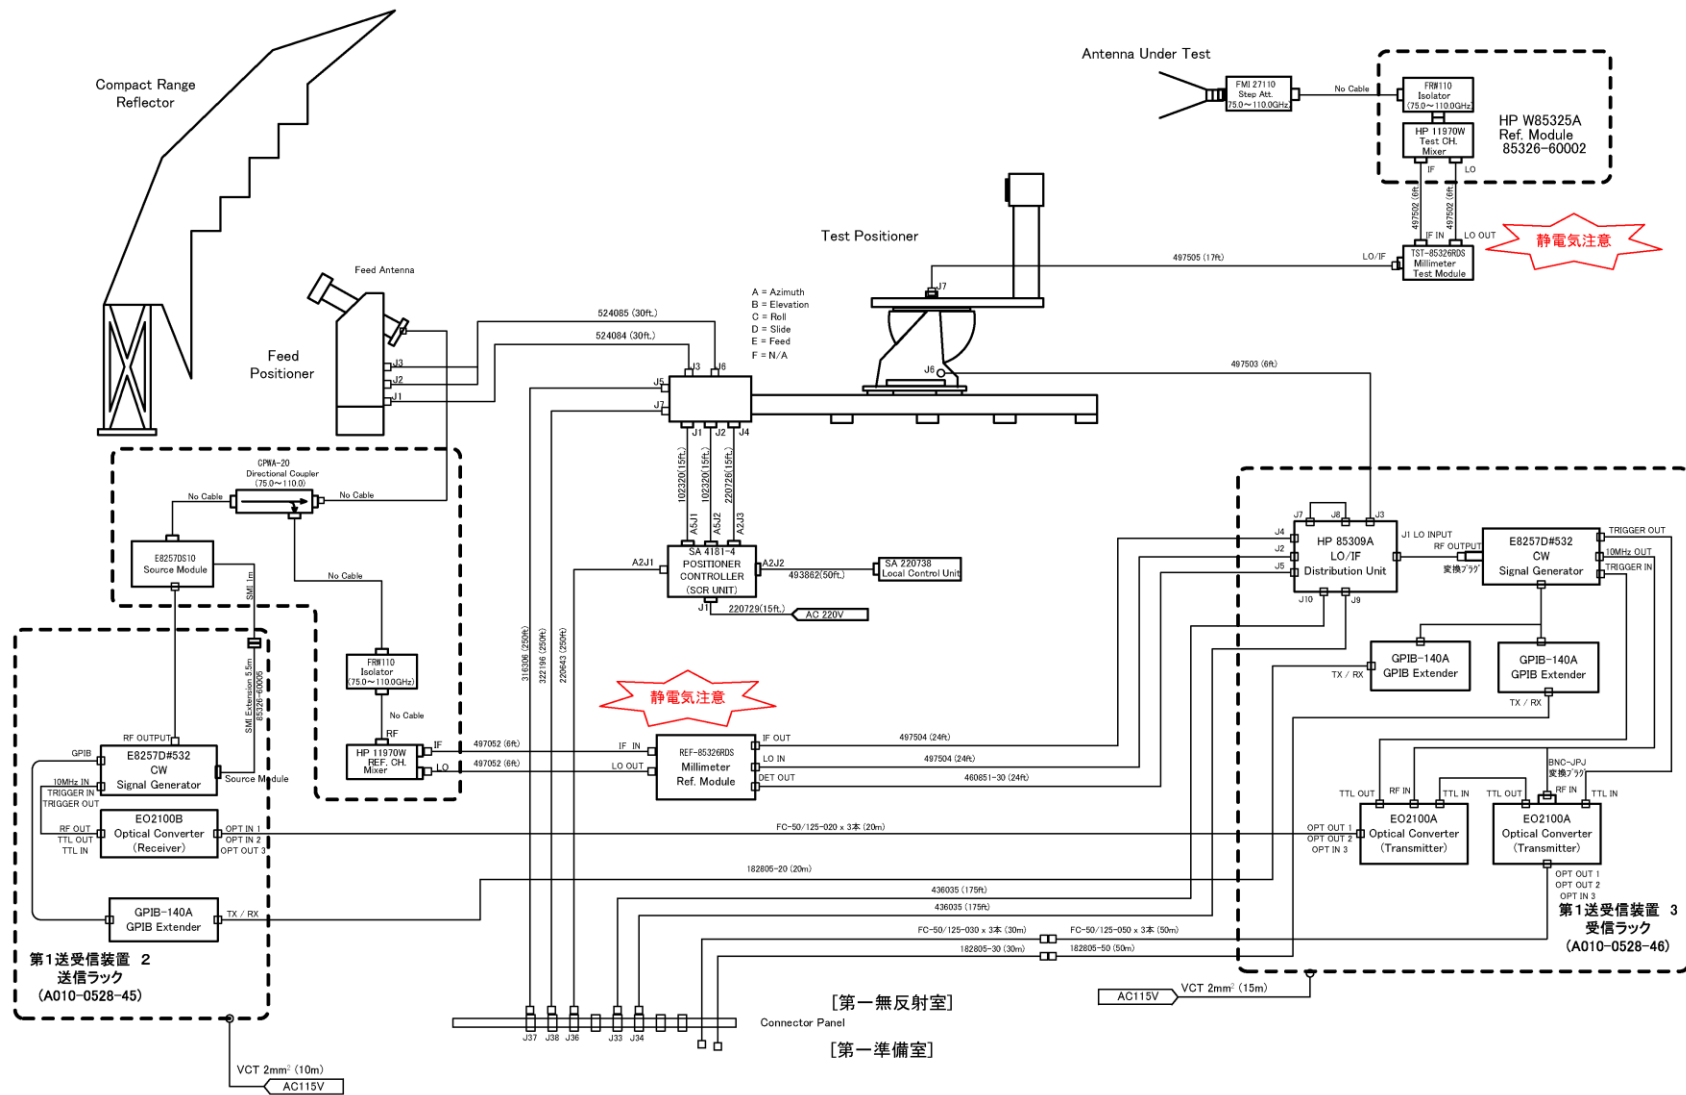 Compact Range
Reflector
Antenna Under Test
FMI 27110
Step Att.
(75.0～110.0GHz)
No Cable
FRW110
Isolator
(75.0～110.0GHz)
HP 11970W
Test CH.
Mixer
HP W85325A
Ref. Module
85326-60002
IF
LO
497502 (6ft)
497502 (6ft)
IF IN
LO OUT
TST-85326RDS
Millimeter
Test Module
LO/IF
静電気注意
497505 (17ft)
Test Positioner
J7
J6
497503 (6ft)
A = Azimuth
B = Elevation
C = Roll
D = Slide
E = Feed
F = N/A
Feed Antenna
Feed
Positioner
J3
J2
J1
524085 (30ft.)
524084 (30ft.)
J3
J6
J5
J7
J1
J2
J4
102320(15ft.)
102320(15ft.)
220726(15ft.)
A5J1
A5J2
A2J3
SA 4181-4
POSITIONER
CONTROLLER
(SCR UNIT)
A2J1
A2J2
493862(50ft.)
SA 220738
Local Control Unit
J1
220729(15ft.)
AC 220V
316306 (250ft)
322196 (250ft)
220643 (250ft)
CPWA-20
Directional Coupler
(75.0～110.0)
No Cable
No Cable
No Cable
E8257DS10
Source Module
SMI 1m
SMI Extension 5.5m
85326-60005
FRW110
Isolator
(75.0～110.0GHz)
No Cable
RF
HP 11970W
REF. CH.
Mixer
IF
LO
497052 (6ft)
497052 (6ft)
静電気注意
IF IN
LO OUT
REF-85326RDS
Millimeter
Ref. Module
IF OUT
LO IN
DET OUT
497504 (24ft)
497504 (24ft)
460851-30 (24ft)
RF OUTPUT
GPIB
E8257D#532
CW
Signal Generator
Source Module
10MHz IN
TRIGGER IN
TRIGGER OUT
EO2100B
Optical Converter
(Receiver)
RF OUT
TTL OUT
TTL IN
OPT IN 1
OPT IN 2
OPT OUT 3
GPIB-140A
GPIB Extender
TX / RX
第1送受信装置 2
送信ラック
(A010-0528-45)
VCT 2mm² (10m)
AC115V
FC-50/125-020 x 3本 (20m)
182805-20 (20m)
436035 (175ft)
436035 (175ft)
FC-50/125-030 x 3本 (30m)
FC-50/125-050 x 3本 (50m)
182805-30 (30m)
182805-50 (50m)
J7
J8
J3
J4
J2
J5
HP 85309A
LO/IF
Distribution Unit
J10
J9
J1 LO INPUT
RF OUTPUT
変換プラグ
E8257D#532
CW
Signal Generator
TRIGGER OUT
10MHz OUT
TRIGGER IN
GPIB-140A
GPIB Extender
TX / RX
GPIB-140A
GPIB Extender
TX / RX
BNC-JPJ
変換プラグ
TTL OUT
RF IN
TTL IN
TTL OUT
RF IN
TTL IN
EO2100A
Optical Converter
(Transmitter)
EO2100A
Optical Converter
(Transmitter)
OPT OUT 1
OPT OUT 2
OPT IN 3
OPT OUT 1
OPT OUT 2
OPT IN 3
第1送受信装置 3
受信ラック
(A010-0528-46)
VCT 2mm² (15m)
AC115V
[第一無反射室]
Connector Panel
[第一準備室]
J37
J38
J36
J33
J34